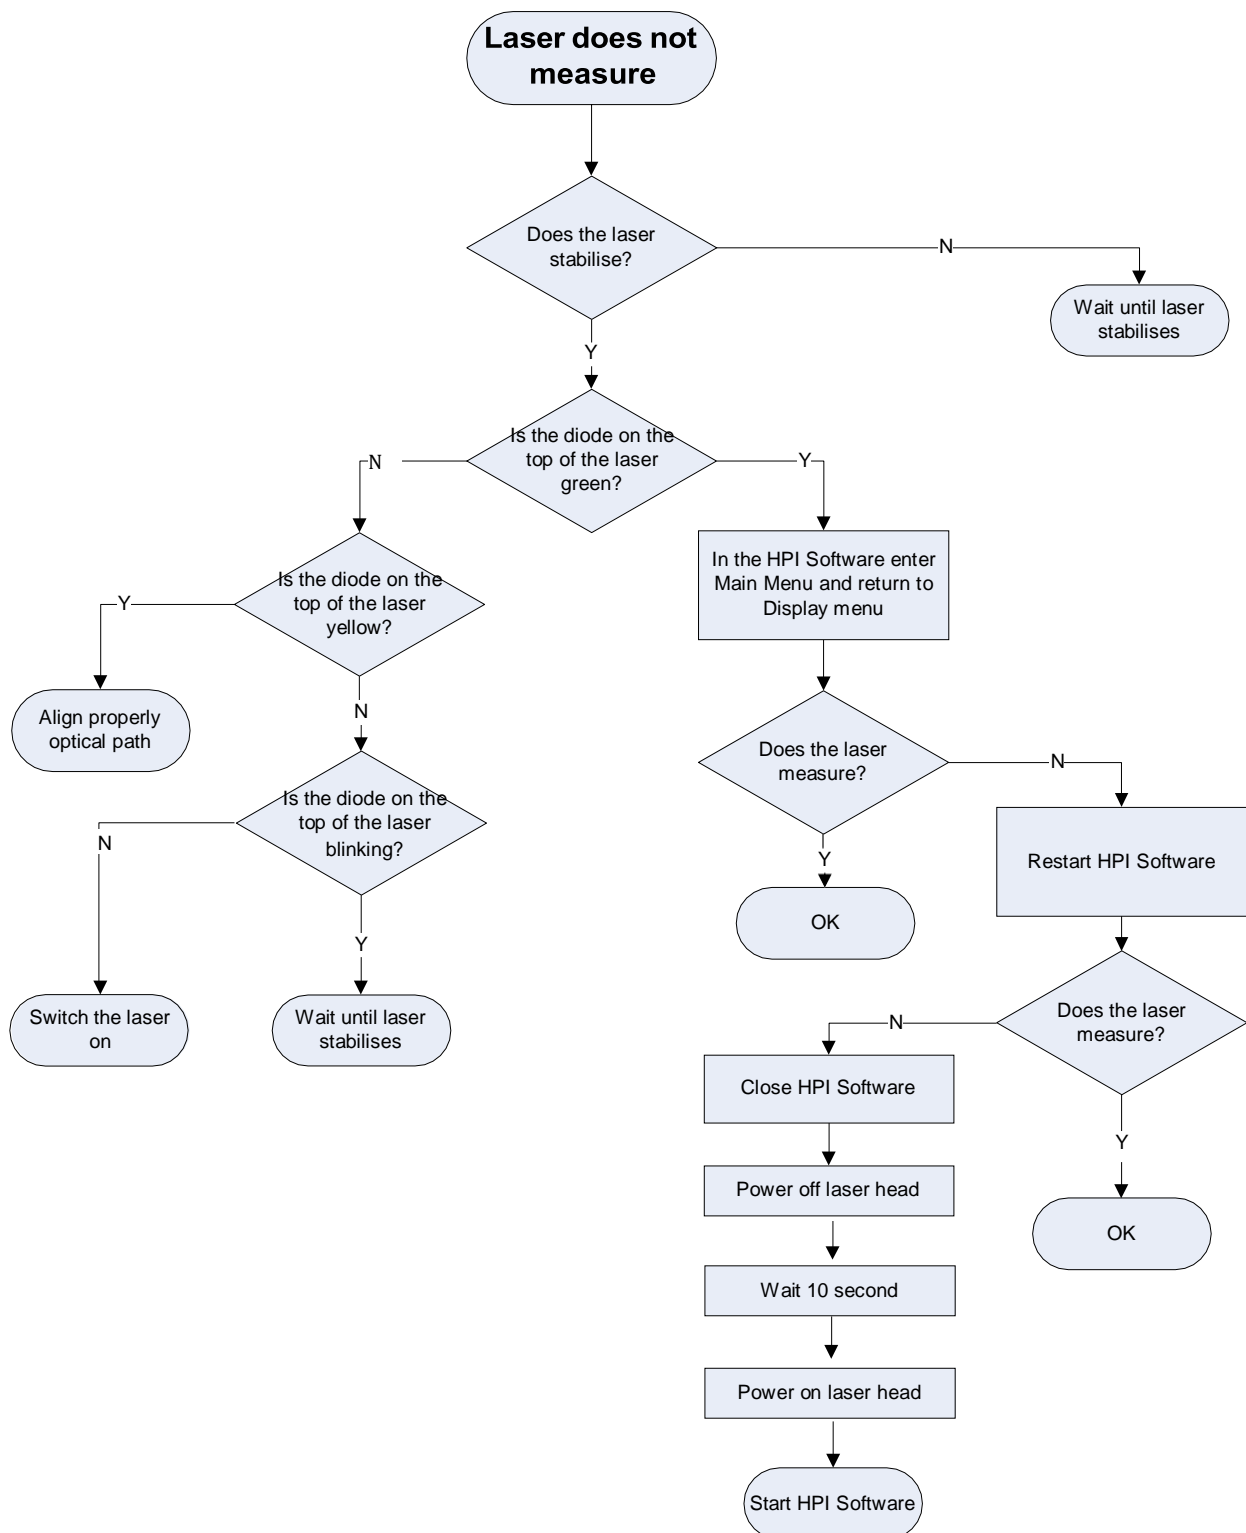 Laser does not
measure
Does the laser
stabilise?
N
Wait until laser
stabilises
Y
Is the diode on the
top of the laser
green?
N
Y
In the HPI Software enter
Main Menu and return to
Display menu
Is the diode on the
top of the laser
yellow?
Y
Align properly
optical path
N
Does the laser
measure?
N
Is the diode on the
top of the laser
blinking?
N
Y
Restart HPI Software
OK
Y
Switch the laser
on
Wait until laser
stabilises
Does the laser
measure?
N
Close HPI Software
Y
Power off laser head
OK
Wait 10 second
Power on laser head
Start HPI Software